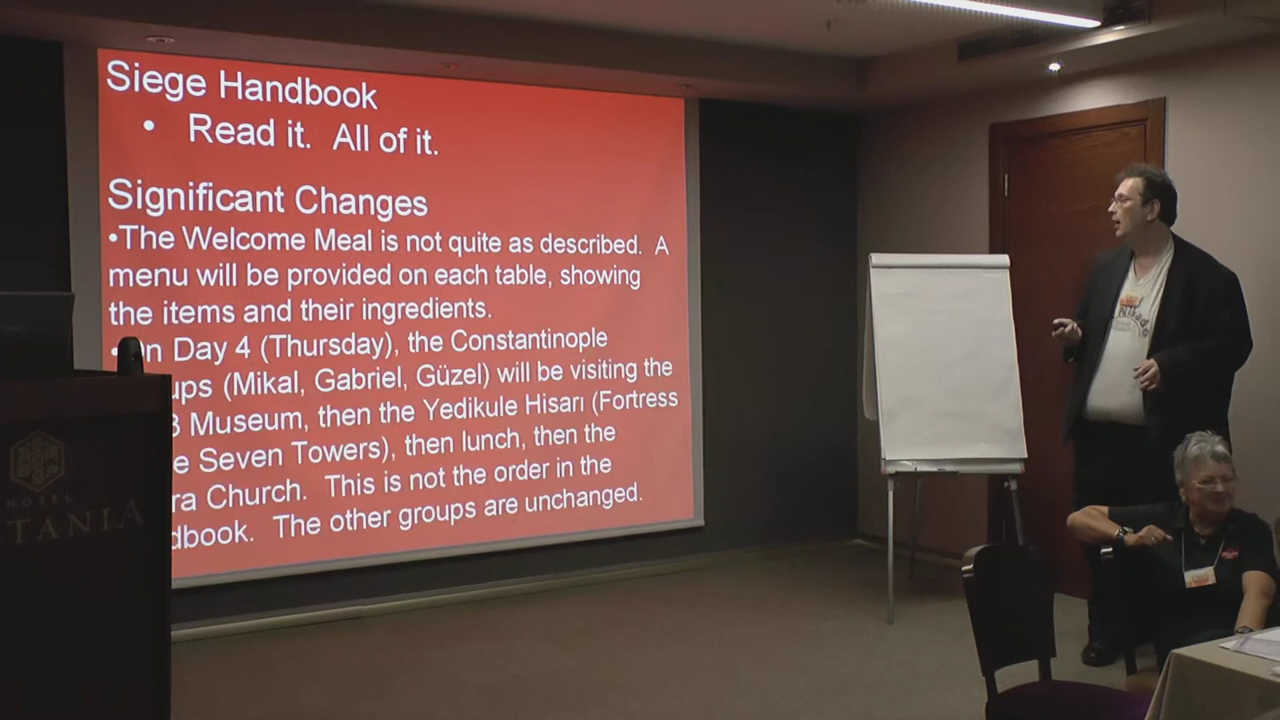 Siege Handbook
• Read it. All of it.
Significant Changes
•The Welcome Meal is not quite as described. A
menu will be provided on each table, showing
the items and their ingredients.
•On Day 4 (Thursday), the Constantinople
(Mikal, Gabriel, Güzel) will be visiting the
Museum, then the Yedikule Hisarı (Fortress
Seven Towers), then lunch, then the
Church. This is not the order in the
The other groups are unchanged.
HOTEL